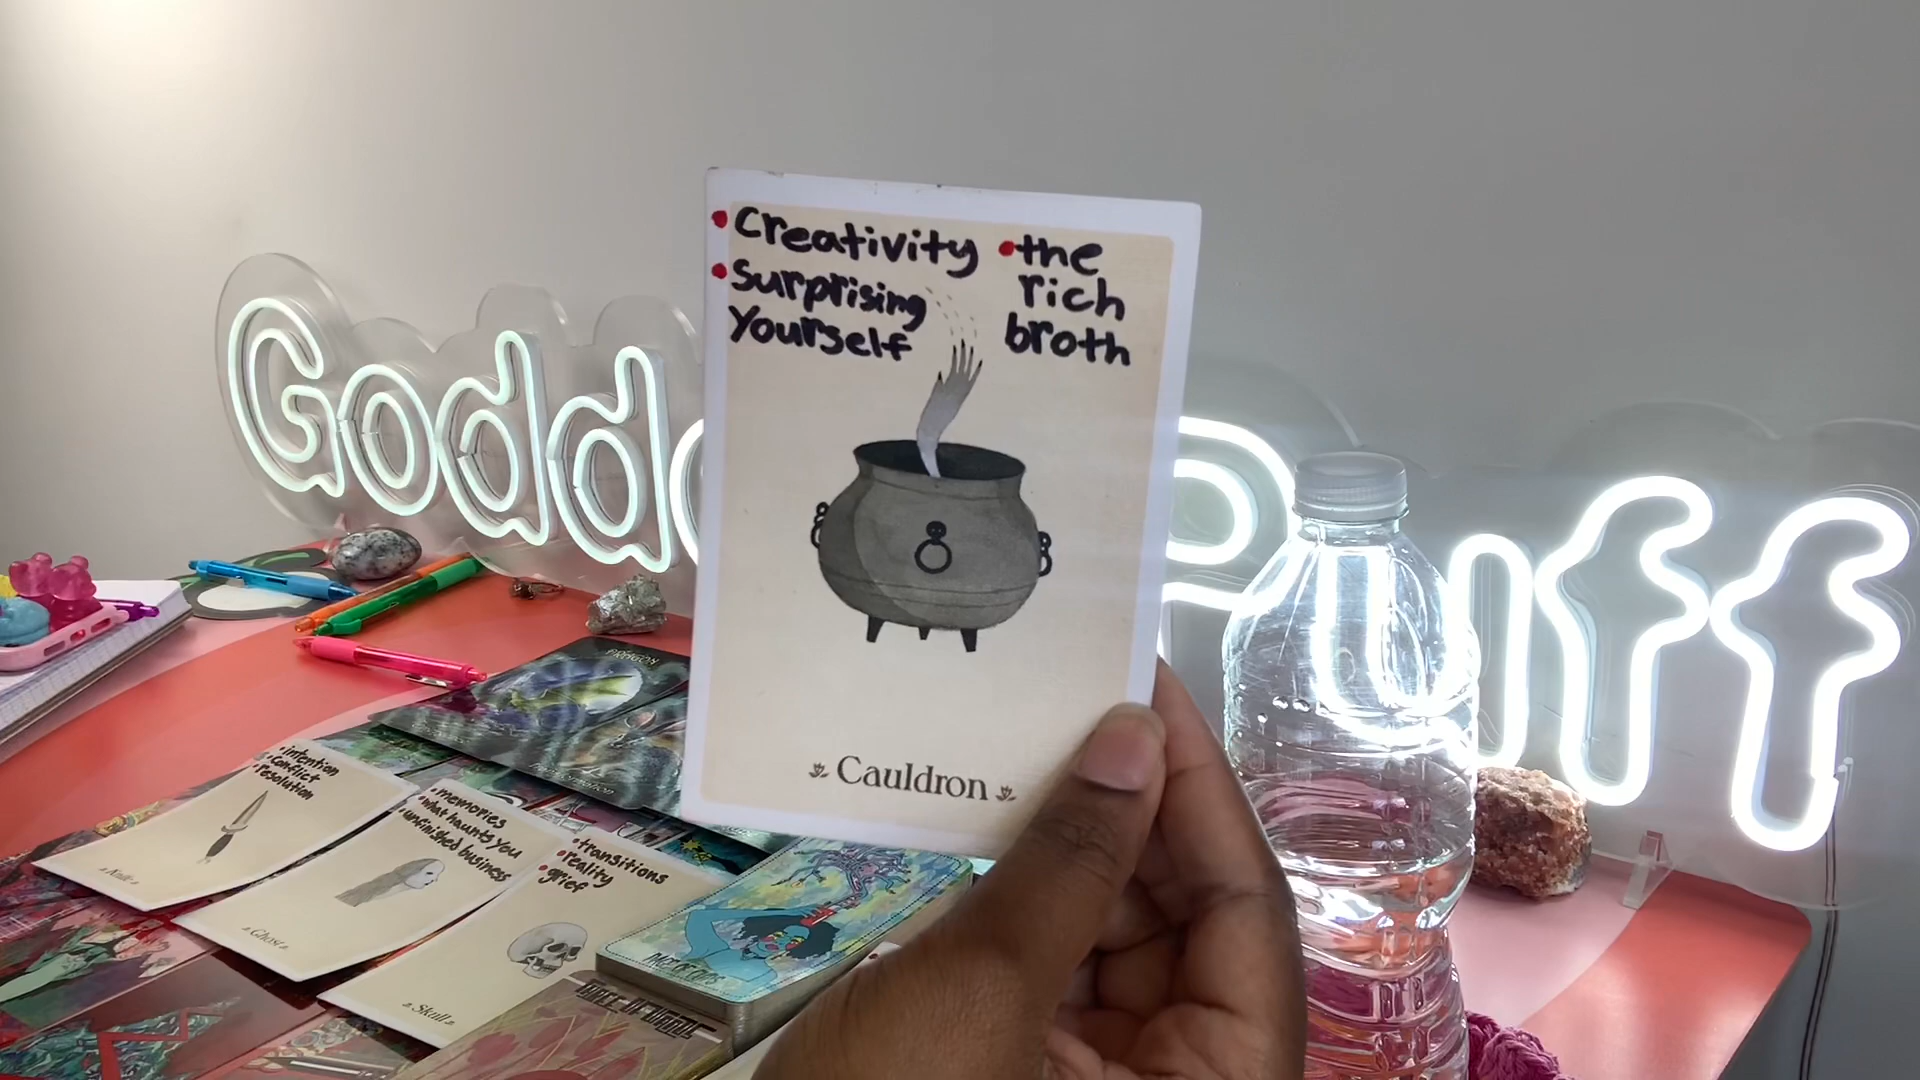 • Creativity
• Surprising
Yourself
• the
rich
broth
Cauldron
Godd
Puff
• intention
• conflict
• resolution
Knife
• memories
• what haunts you
• unfinished business
Ghost
• transitions
• reality
• grief
Skull